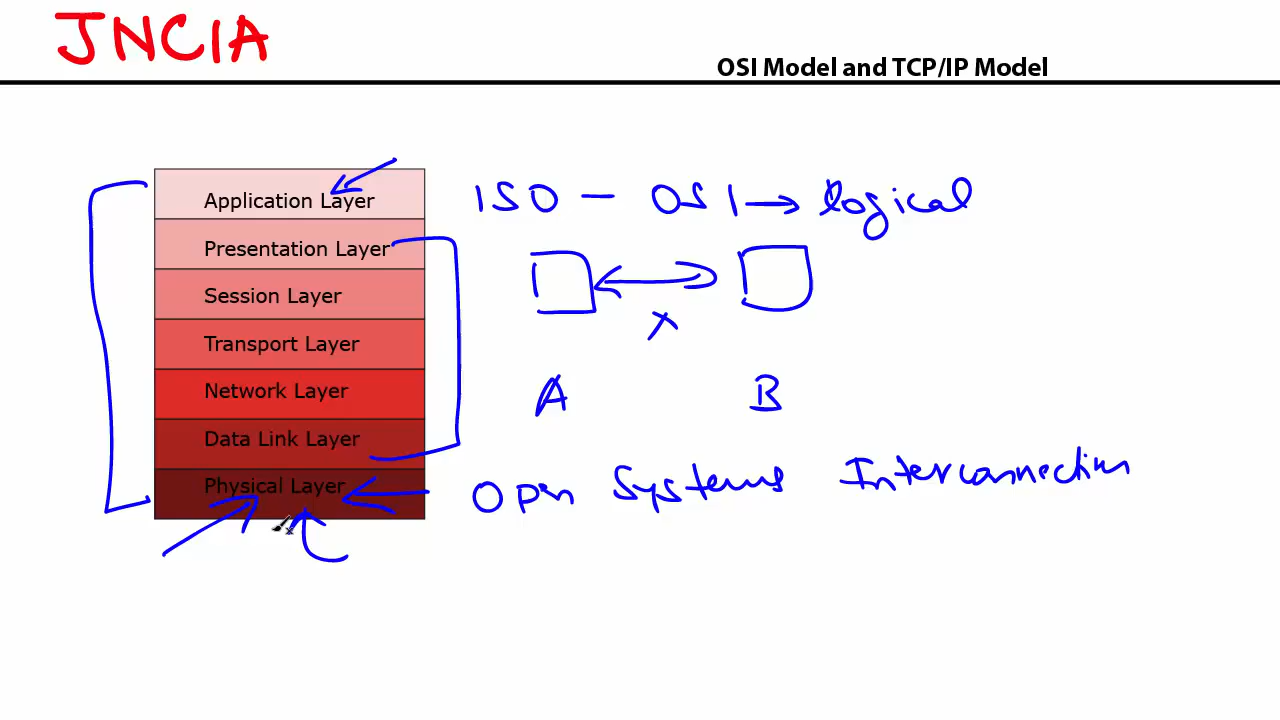 JNCIA
OSI Model and TCP/IP Model
Application Layer
Presentation Layer
Session Layer
Transport Layer
Network Layer
Data Link Layer
Physical Layer
ISO – OSI → logical
X
A B
Open Systems Interconnection